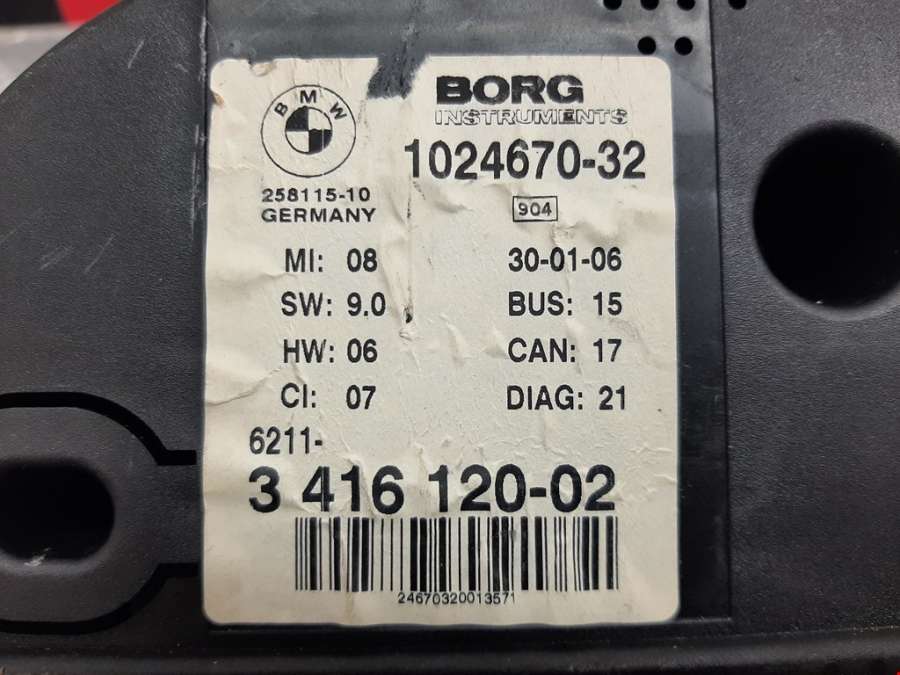 BMW
BORG
INSTRUMENTS
1024670-32
258115-10
GERMANY
904
MI: 08
30-01-06
SW: 9.0
BUS: 15
HW: 06
CAN: 17
CI: 07
DIAG: 21
6211-
3 416 120-02
24670320013571